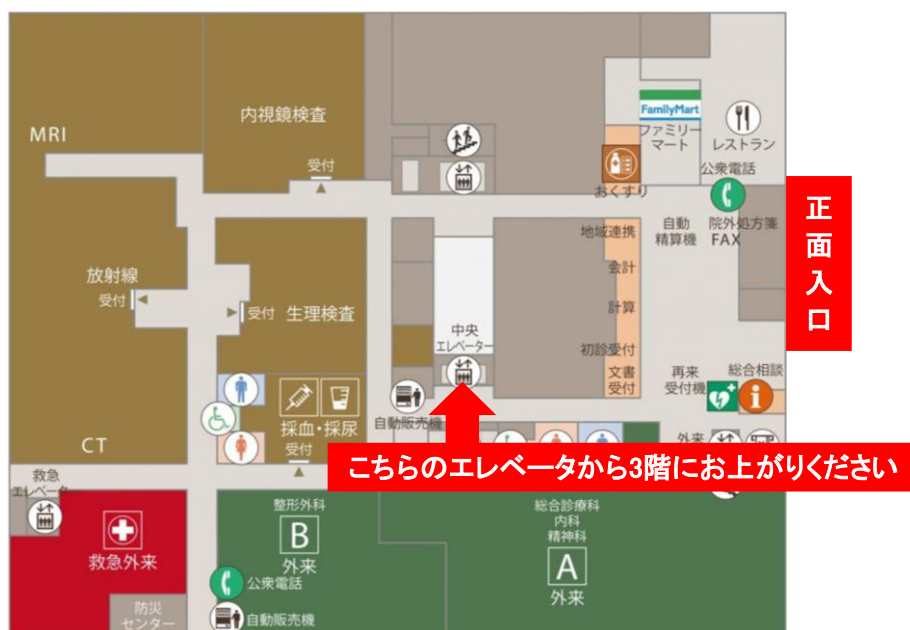 MRI
内視鏡検査
受付
FamilyMart
ファミリー
マート
レストラン
公衆電話
おくすり
正面入口
地域連携
自動
精算機
院外処方箋
FAX
会計
計算
初診受付
文書
受付
再来
受付機
総合相談
放射線
受付
受付
生理検査
中央
エレベーター
自動販売機
採血・採尿
受付
CT
外来
こちらのエレベータから3階にお上がりください
救急
エレベータ
救急外来
防災
センター
整形外科
B
外来
公衆電話
自動販売機
総合診療科
内科
精神科
A
外来